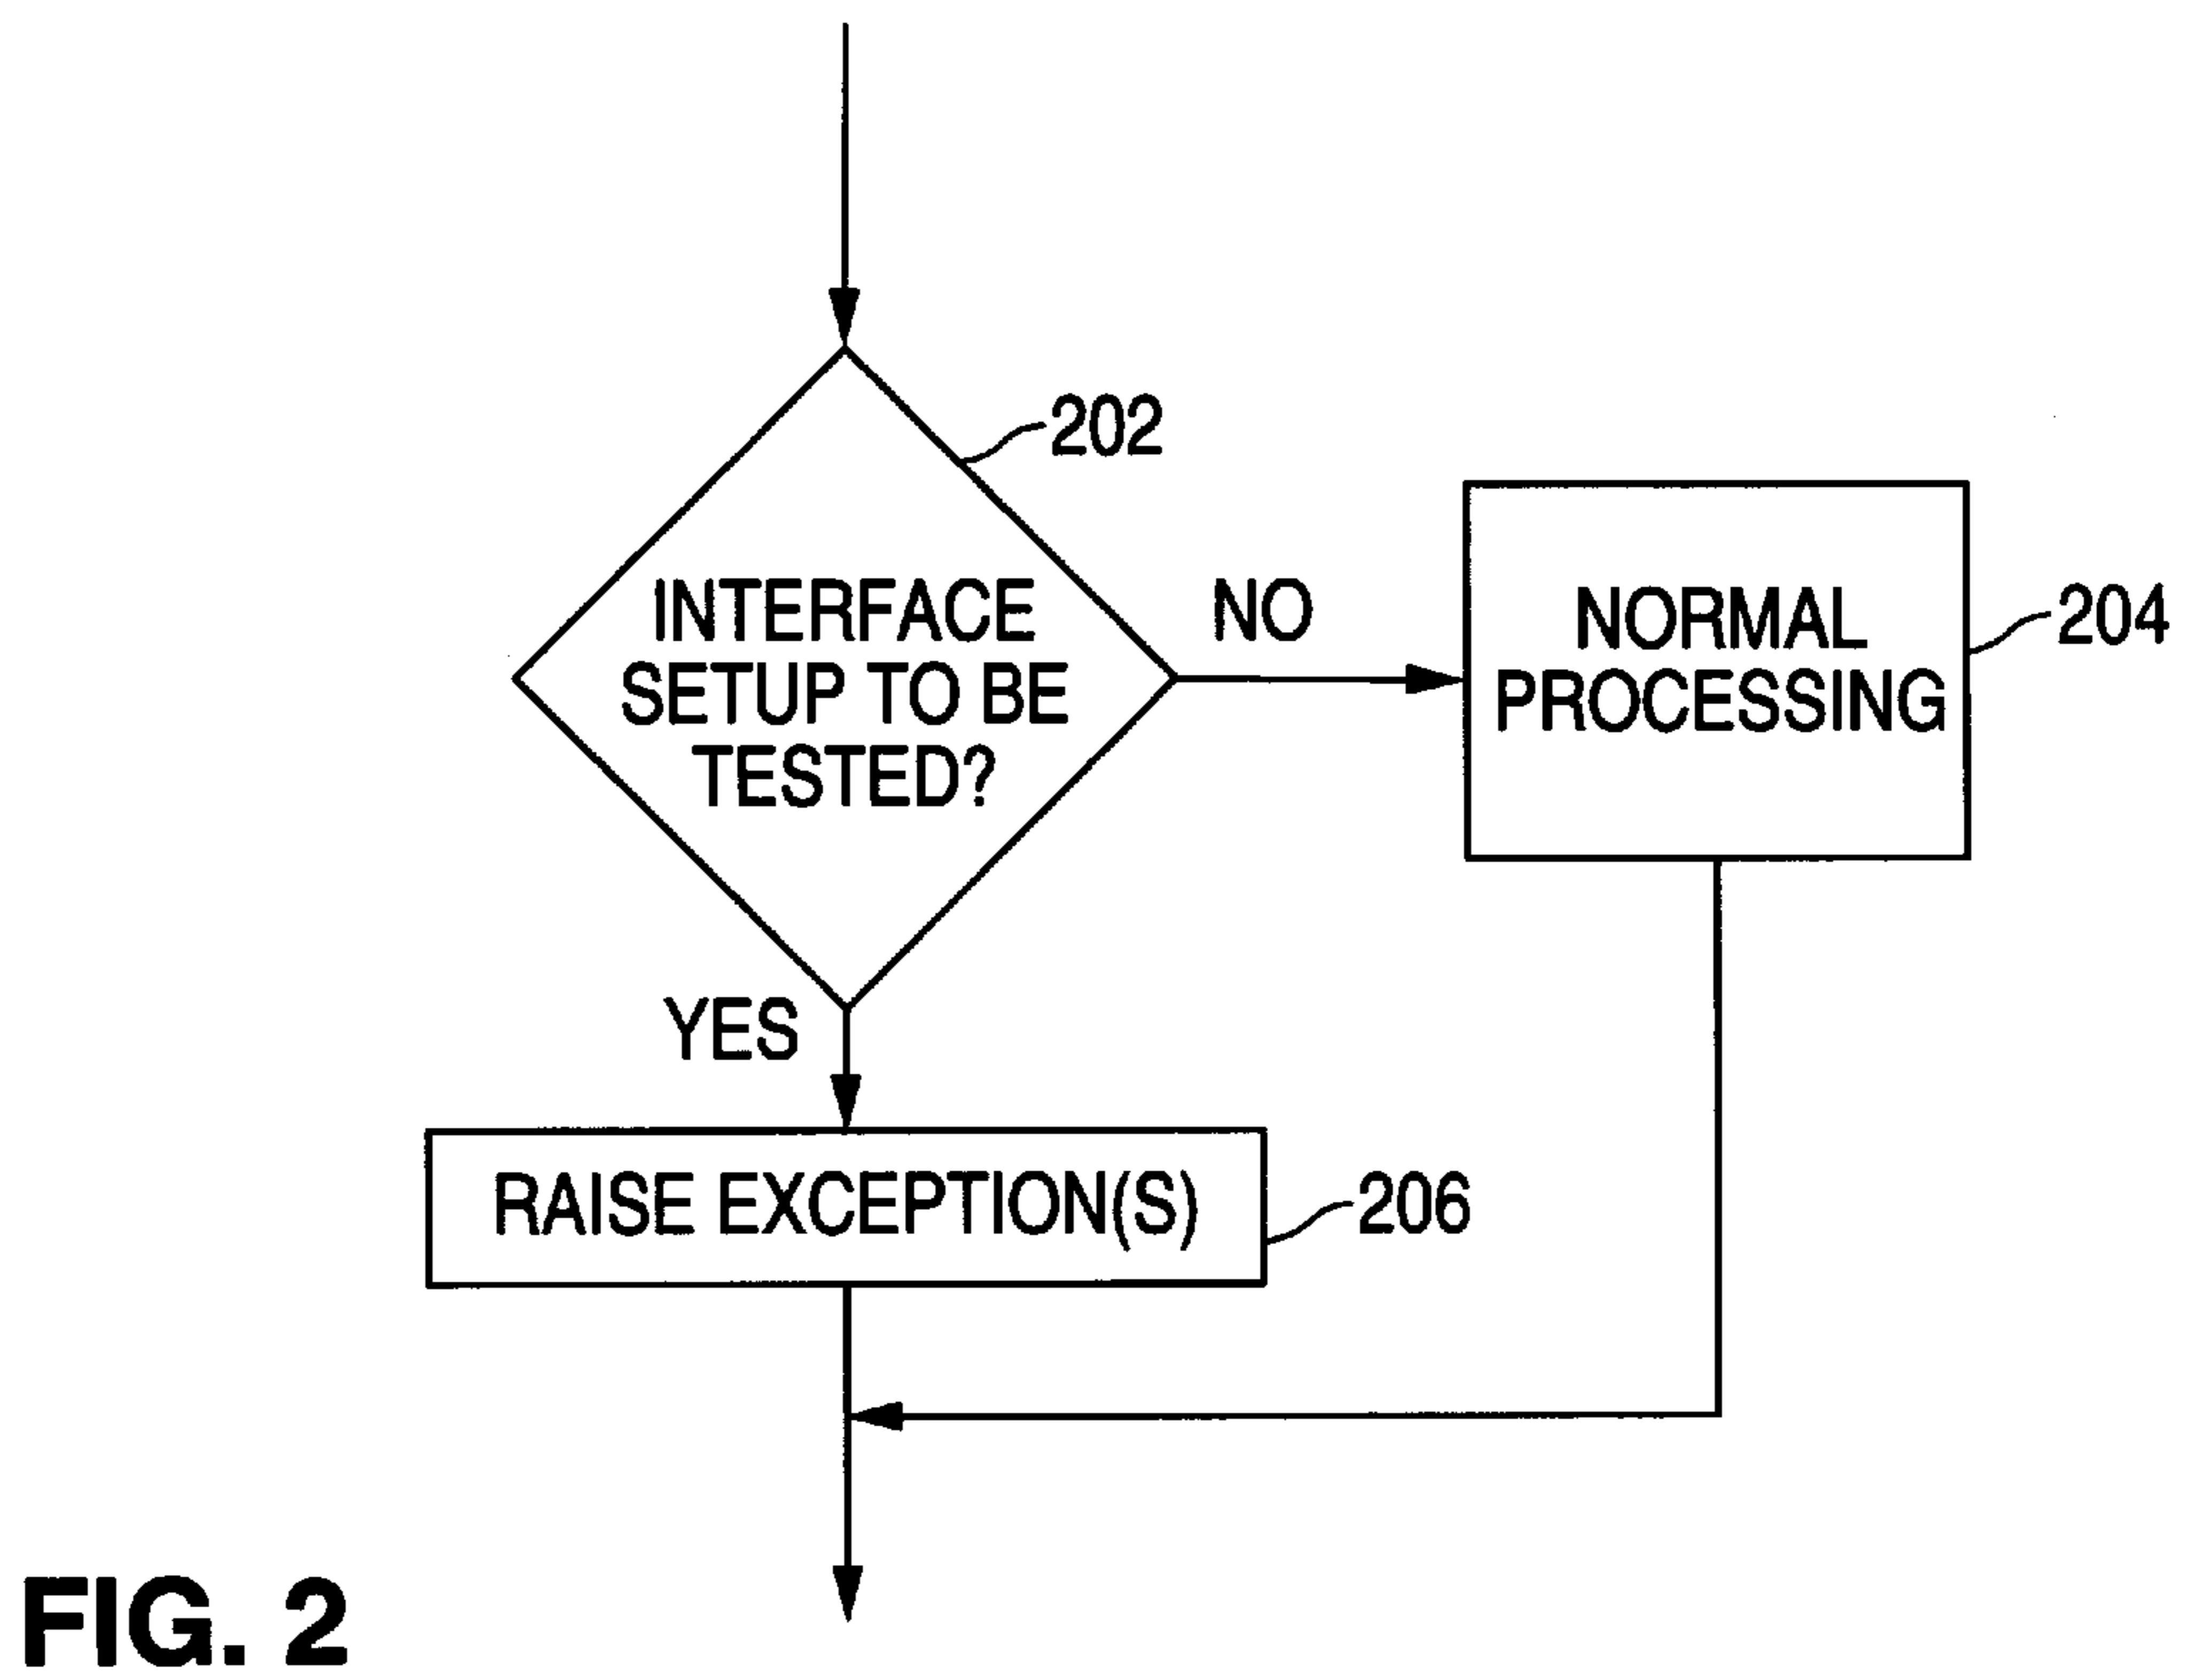 202
INTERFACE
SETUP TO BE
TESTED?
NO
NORMAL
PROCESSING
204
YES
RAISE EXCEPTION(S)
206
FIG. 2